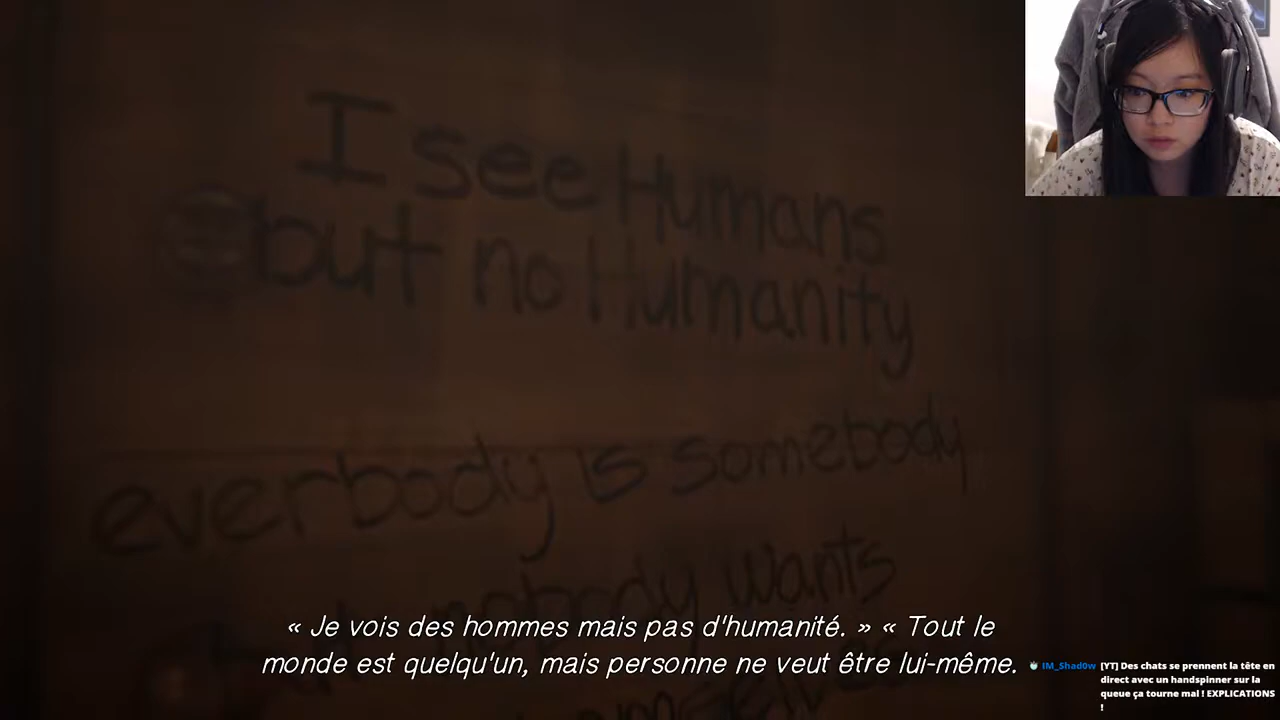 I see Humans
but no Humanity
everbody is somebody
nobody wants
« Je vois des hommes mais pas d'humanité. » « Tout le
monde est quelqu'un, mais personne ne veut être lui-même.
IM_Shad0w [YT] Des chats se prennent la tête en
direct avec un handspinner sur la
queue ça tourne mal ! EXPLICATIONS
!